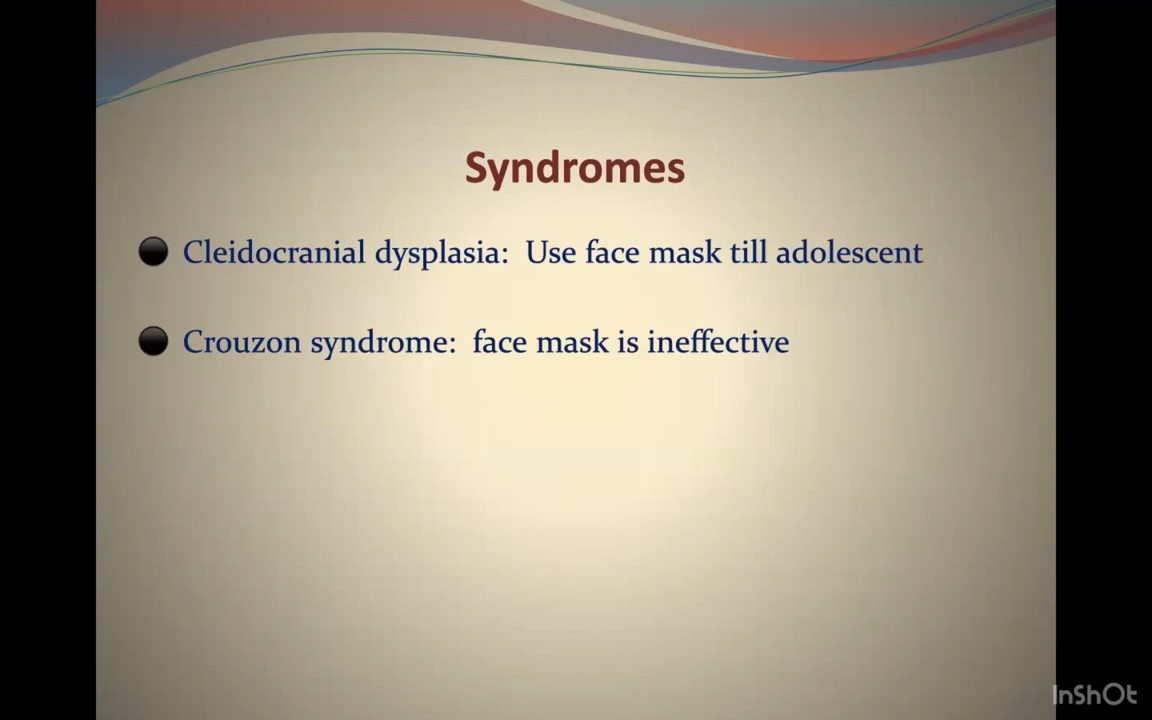 Syndromes
Cleidocranial dysplasia: Use face mask till adolescent
Crouzon syndrome: face mask is ineffective
InShOt